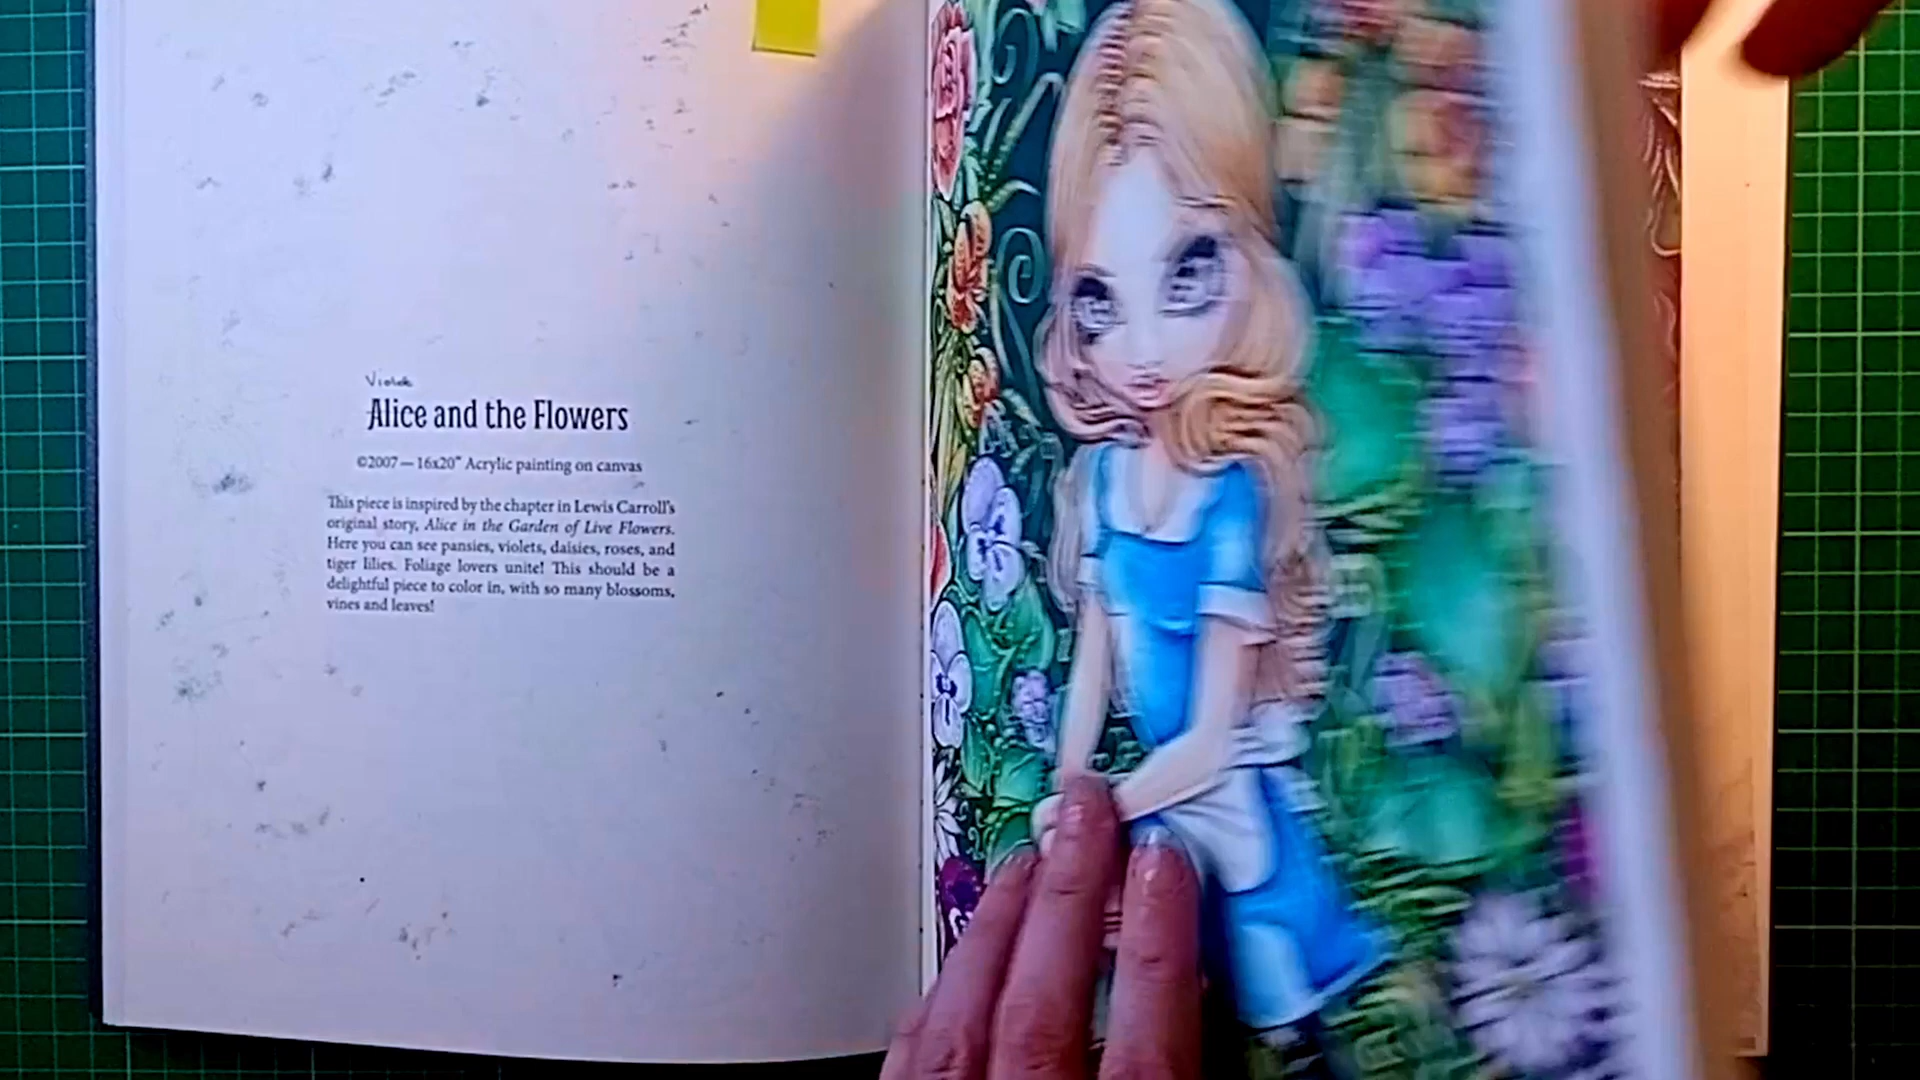 Violet
Alice and the Flowers
©2007 — 16x20" Acrylic painting on canvas
This piece is inspired by the chapter in Lewis Carroll's
original story, Alice in the Garden of Live Flowers.
Here you can see pansies, violets, daisies, roses, and
tiger lilies. Foliage lovers unite! This should be a
delightful piece to color in, with so many blossoms,
vines and leaves!